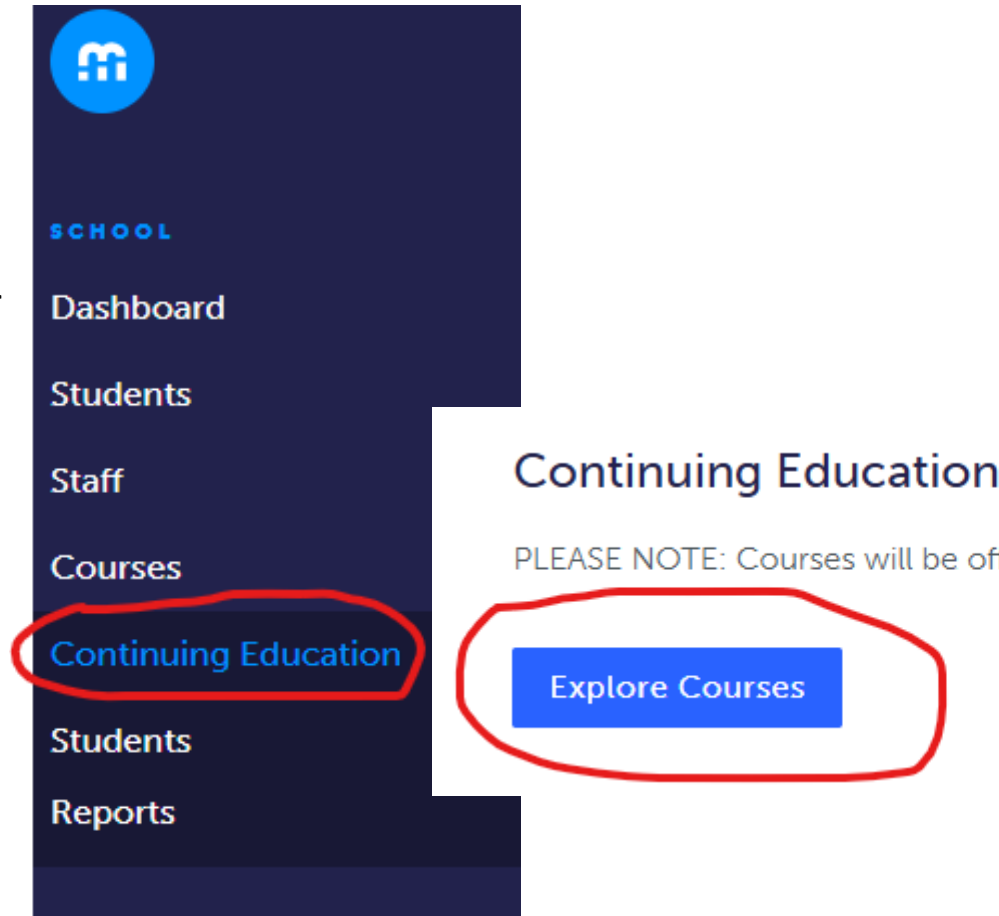 m
SCHOOL
Dashboard
Students
Staff
Courses
Continuing Education
Students
Reports
Continuing Education
PLEASE NOTE: Courses will be of
Explore Courses